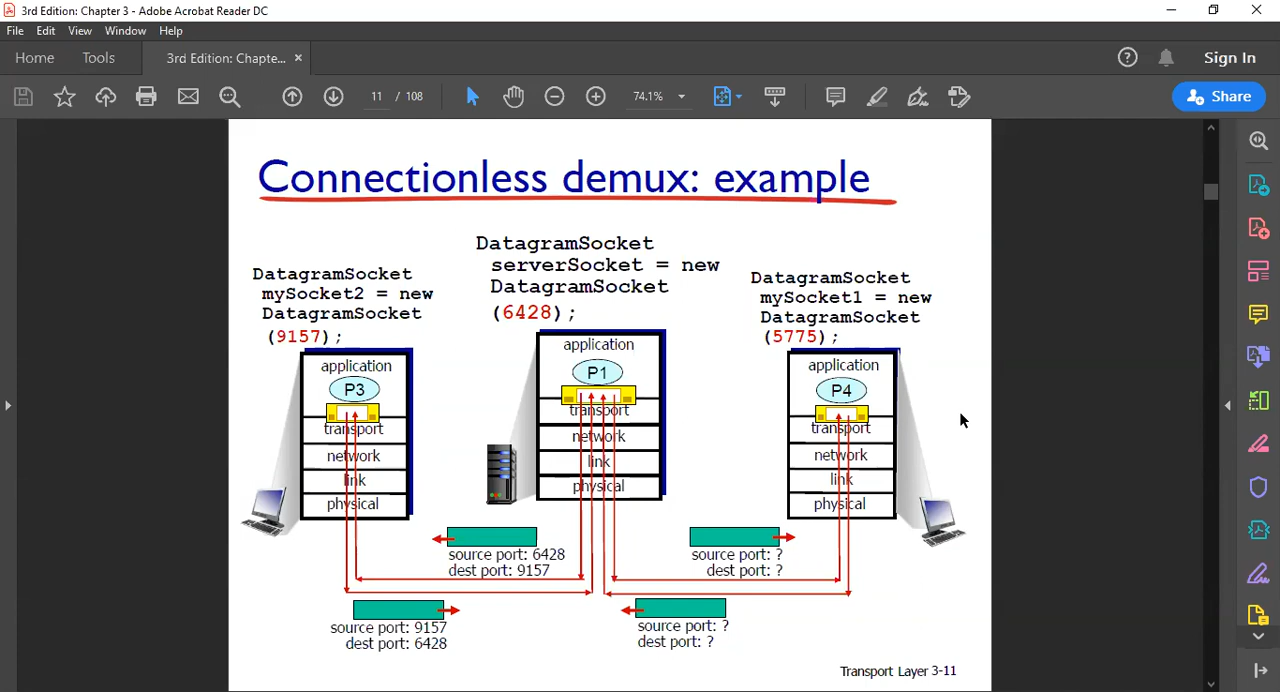 3rd Edition: Chapter 3 - Adobe Acrobat Reader DC
File Edit View Window Help
Home Tools 3rd Edition: Chapte... × Sign In
11 / 108 74.1% Share
Connectionless demux: example
DatagramSocket
mySocket2 = new
DatagramSocket
(9157);
DatagramSocket
serverSocket = new
DatagramSocket
(6428);
DatagramSocket
mySocket1 = new
DatagramSocket
(5775);
application
P3
transport
network
link
physical
application
P1
transport
network
link
physical
application
P4
transport
network
link
physical
source port: 6428
dest port: 9157
source port: ?
dest port: ?
source port: 9157
dest port: 6428
source port: ?
dest port: ?
Transport Layer 3-11